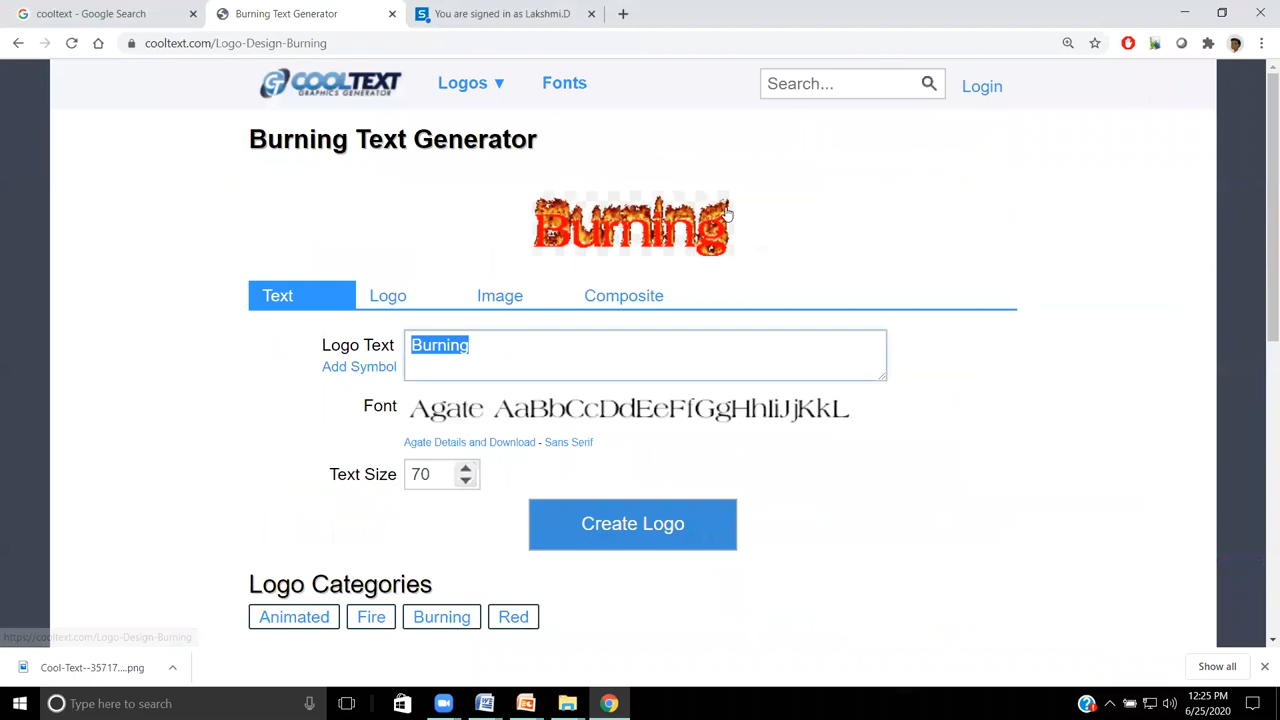 cooltext - Google Search
Burning Text Generator
You are signed in as Lakshmi.D
cooltext.com/Logo-Design-Burning
COOLTEXT
GRAPHICS GENERATOR
Logos ▼
Fonts
Search...
Login
Burning Text Generator
Burning
Text
Logo
Image
Composite
Logo Text
Burning
Add Symbol
Font
Agate AaBbCcDdEeFfGgHhIiJjKkL
Agate Details and Download - Sans Serif
Text Size
70
Create Logo
Logo Categories
Animated
Fire
Burning
Red
https://cooltext.com/Logo-Design-Burning
Cool-Text--35717....png
Show all
Type here to search
12:25 PM
6/25/2020